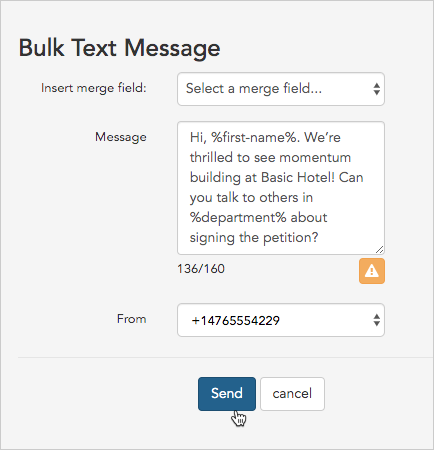 Bulk Text Message
Insert merge field:
Select a merge field...
Message
Hi, %first-name%. We’re
thrilled to see momentum
building at Basic Hotel! Can
you talk to others in
%department% about
signing the petition?
136/160
From
+14765554229
Send
cancel